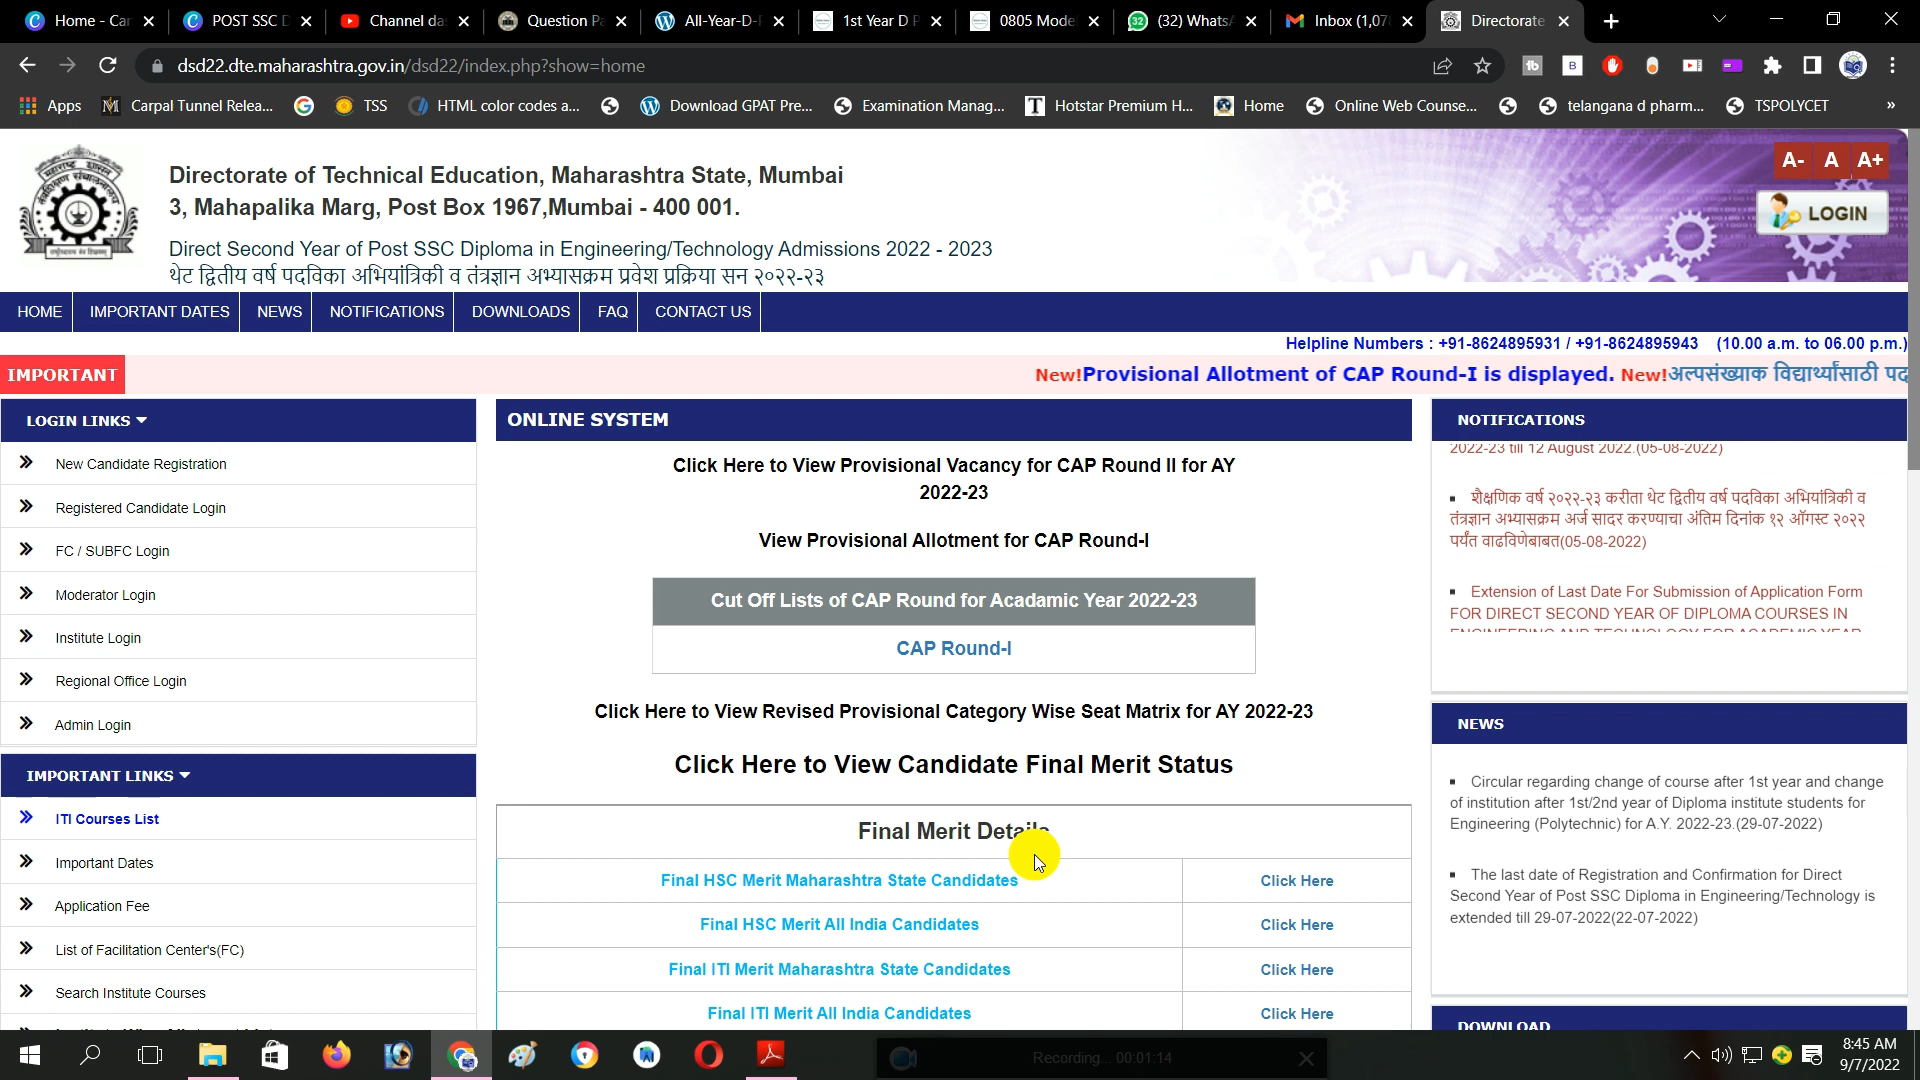 Home - Ca
POST SSC D
Channel da
Question Pa
All-Year-D-F
1st Year D P
0805 Mode
(32) WhatsA
Inbox (1,07
Directorate
dsd22.dte.maharashtra.gov.in/dsd22/index.php?show=home
Apps
Carpal Tunnel Relea...
TSS
HTML color codes a...
Download GPAT Pre...
Examination Manag...
Hotstar Premium H...
Home
Online Web Counse...
telangana d pharm...
TSPOLYCET
Directorate of Technical Education, Maharashtra State, Mumbai
3, Mahapalika Marg, Post Box 1967,Mumbai - 400 001.
Direct Second Year of Post SSC Diploma in Engineering/Technology Admissions 2022 - 2023
थेट द्वितीय वर्ष पदविका अभियांत्रिकी व तंत्रज्ञान अभ्यासक्रम प्रवेश प्रक्रिया सन २०२२-२३
A- A A+
LOGIN
HOME
IMPORTANT DATES
NEWS
NOTIFICATIONS
DOWNLOADS
FAQ
CONTACT US
Helpline Numbers : +91-8624895931 / +91-8624895943 (10.00 a.m. to 06.00 p.m.)
IMPORTANT
New!Provisional Allotment of CAP Round-I is displayed. New!अल्पसंख्याक विद्यार्थ्यांसाठी पद
LOGIN LINKS
New Candidate Registration
Registered Candidate Login
FC / SUBFC Login
Moderator Login
Institute Login
Regional Office Login
Admin Login
IMPORTANT LINKS
ITI Courses List
Important Dates
Application Fee
List of Facilitation Center's(FC)
Search Institute Courses
ONLINE SYSTEM
Click Here to View Provisional Vacancy for CAP Round II for AY
2022-23
View Provisional Allotment for CAP Round-I
Cut Off Lists of CAP Round for Acadamic Year 2022-23
CAP Round-I
Click Here to View Revised Provisional Category Wise Seat Matrix for AY 2022-23
Click Here to View Candidate Final Merit Status
Final Merit Details
Final HSC Merit Maharashtra State Candidates Click Here
Final HSC Merit All India Candidates Click Here
Final ITI Merit Maharashtra State Candidates Click Here
Final ITI Merit All India Candidates Click Here
NOTIFICATIONS
2022-23 till 12 August 2022.(05-08-2022)
शैक्षणिक वर्ष २०२२-२३ करीता थेट द्वितीय वर्ष पदविका अभियांत्रिकी व
तंत्रज्ञान अभ्यासक्रम अर्ज सादर करण्याचा अंतिम दिनांक १२ ऑगस्ट २०२२
पर्यंत वाढविणेबाबत(05-08-2022)
Extension of Last Date For Submission of Application Form
FOR DIRECT SECOND YEAR OF DIPLOMA COURSES IN
ENGINEERING AND TECHNOLOGY FOR ACADEMIC YEAR
NEWS
Circular regarding change of course after 1st year and change
of institution after 1st/2nd year of Diploma institute students for
Engineering (Polytechnic) for A.Y. 2022-23.(29-07-2022)
The last date of Registration and Confirmation for Direct
Second Year of Post SSC Diploma in Engineering/Technology is
extended till 29-07-2022(22-07-2022)
DOWNLOAD
Recording... 00:01:14
8:45 AM
9/7/2022